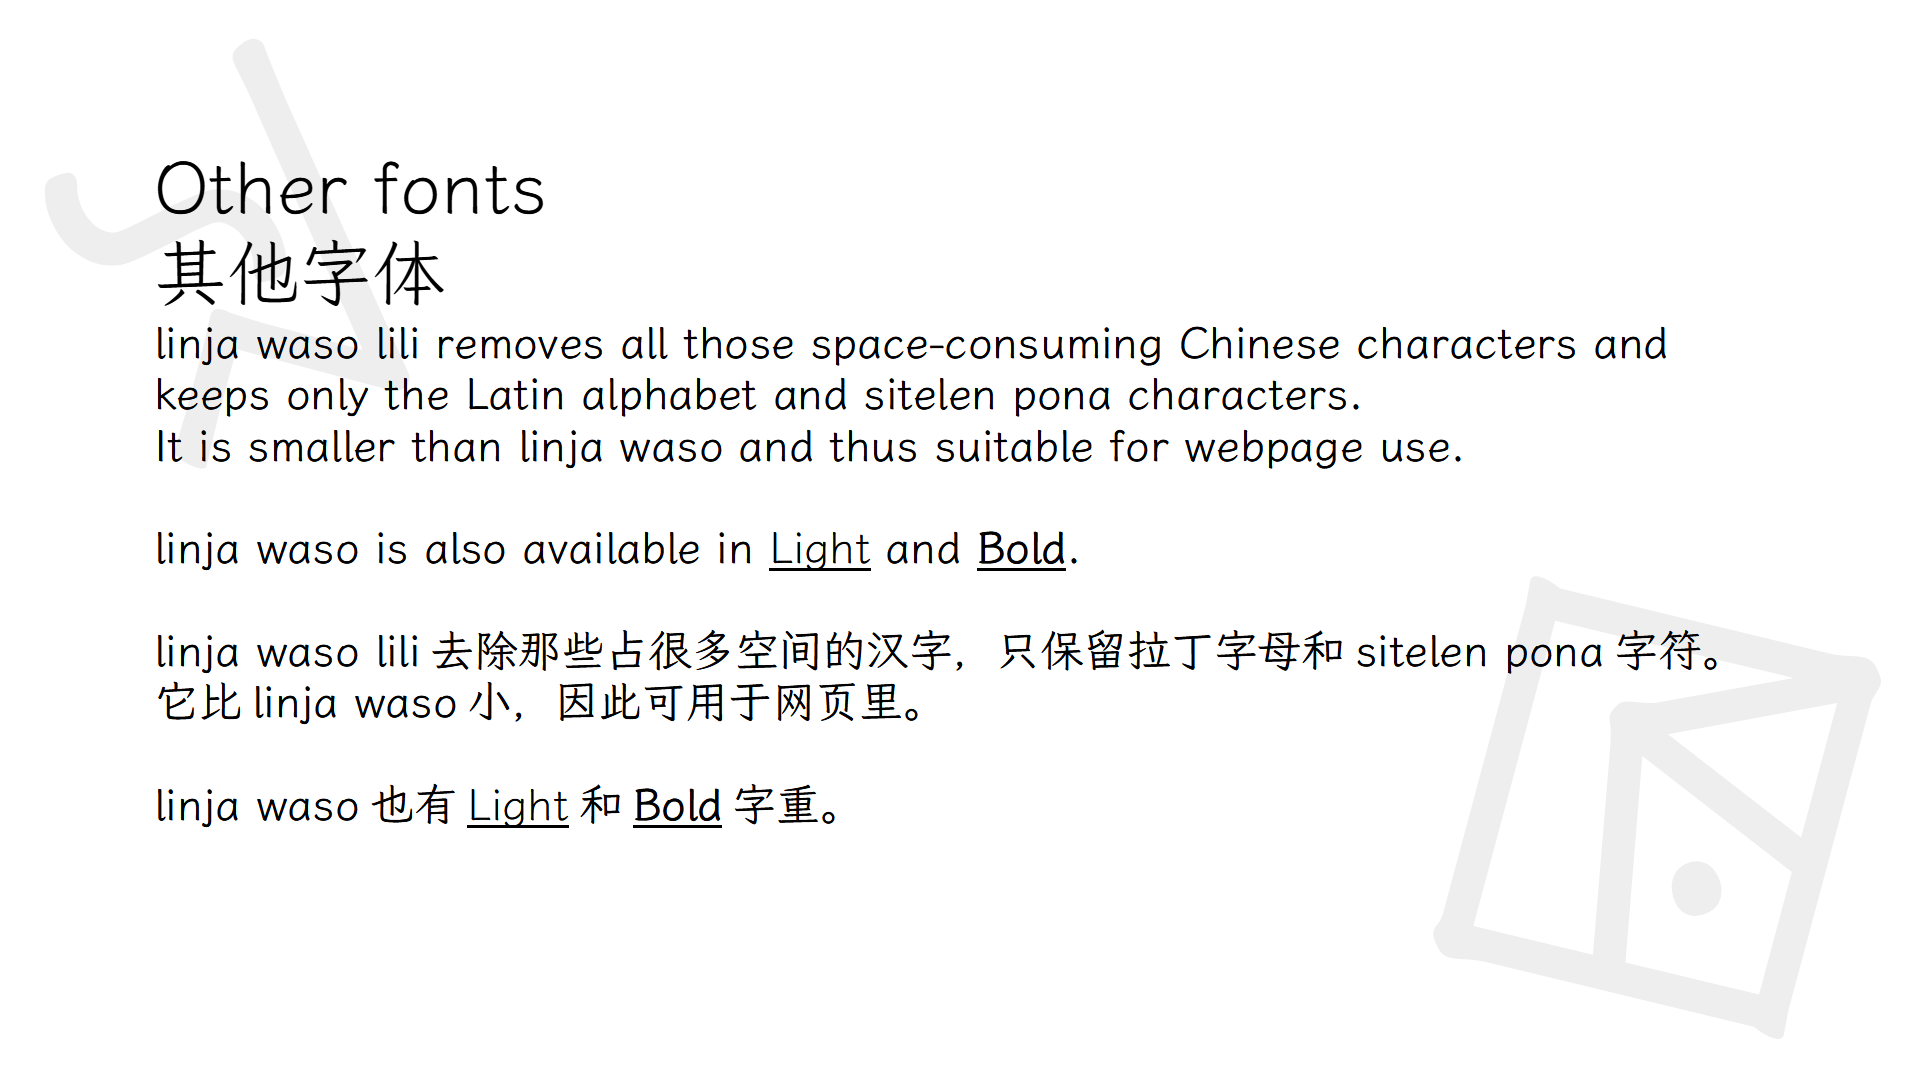 Other fonts
其他字体
linja waso lili removes all those space-consuming Chinese characters and
keeps only the Latin alphabet and sitelen pona characters.
It is smaller than linja waso and thus suitable for webpage use.
linja waso is also available in Light and Bold.
linja waso lili 去除那些占很多空间的汉字，只保留拉丁字母和 sitelen pona 字符。
它比 linja waso 小，因此可用于网页里。
linja waso 也有 Light 和 Bold 字重。